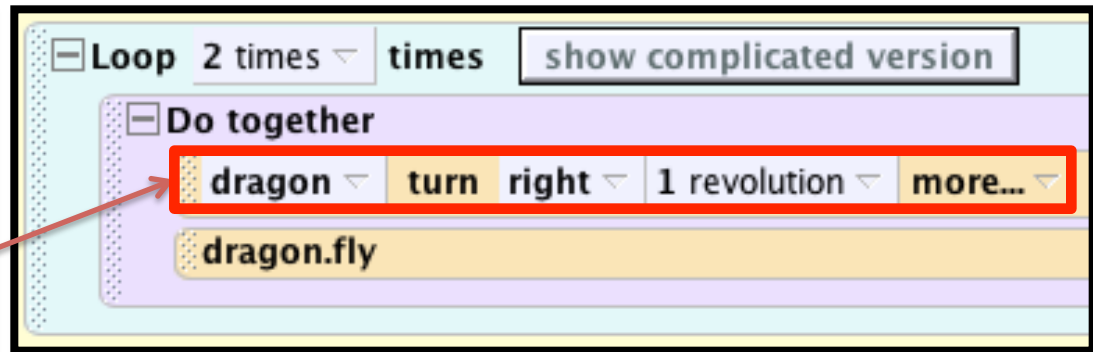 Loop 2 times times show complicated version
Do together
dragon turn right 1 revolution more...
dragon.fly